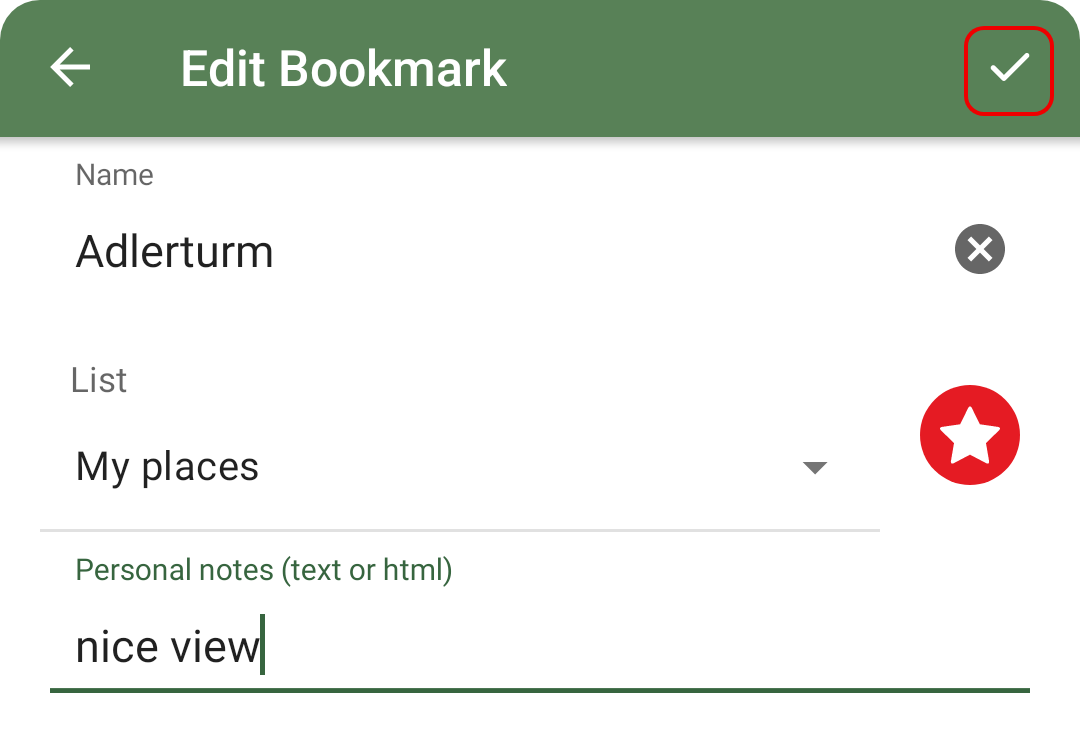 Edit Bookmark
Name
Adlerturm
List
My places
Personal notes (text or html)
nice view